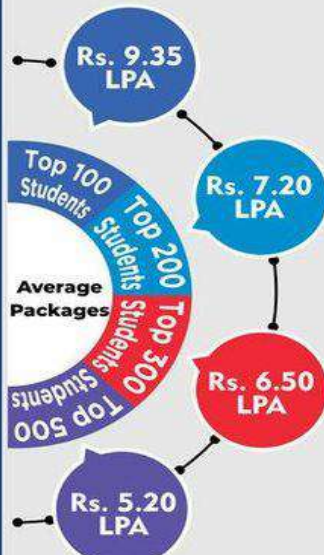 Rs. 9.35
LPA
Top 100
Students
Rs. 7.20
LPA
Top 200
Students
Average
Packages
Top 300
Students
Rs. 6.50
LPA
Top 500
Students
Rs. 5.20
LPA